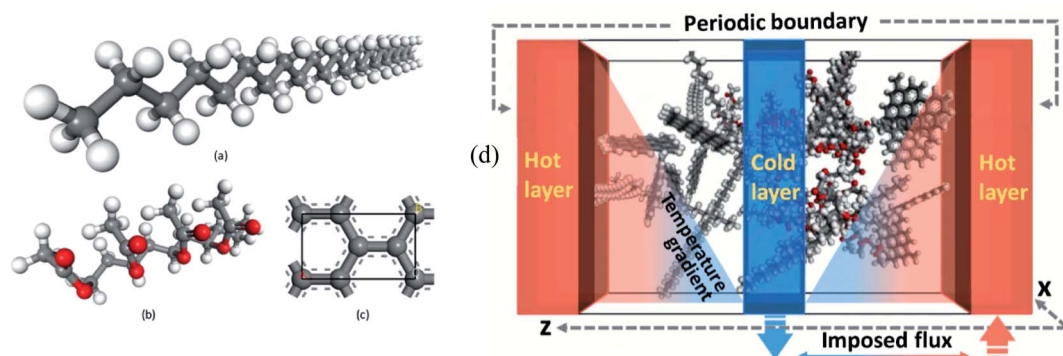 (a)
(b)
(c)
(d)
Periodic boundary
Hot
layer
Cold
layer
Hot
layer
Temperature
gradient
X
Z
Imposed flux